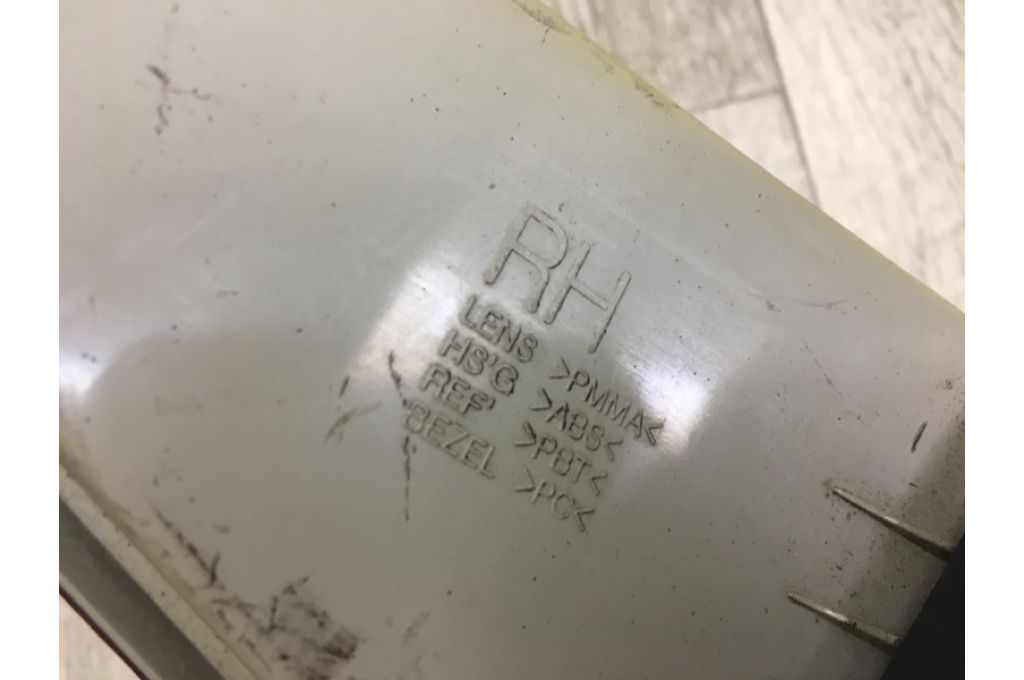 RH
LENS >PMMA<
HS'G >ABS<
REF' >PBT<
BEZEL >PC<